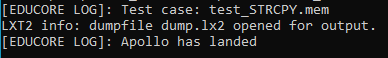 [EDUCORE LOG]: Test case: test_STRCPY.mem
LXT2 info: dumpfile dump.lx2 opened for output.
[EDUCORE LOG]: Apollo has landed